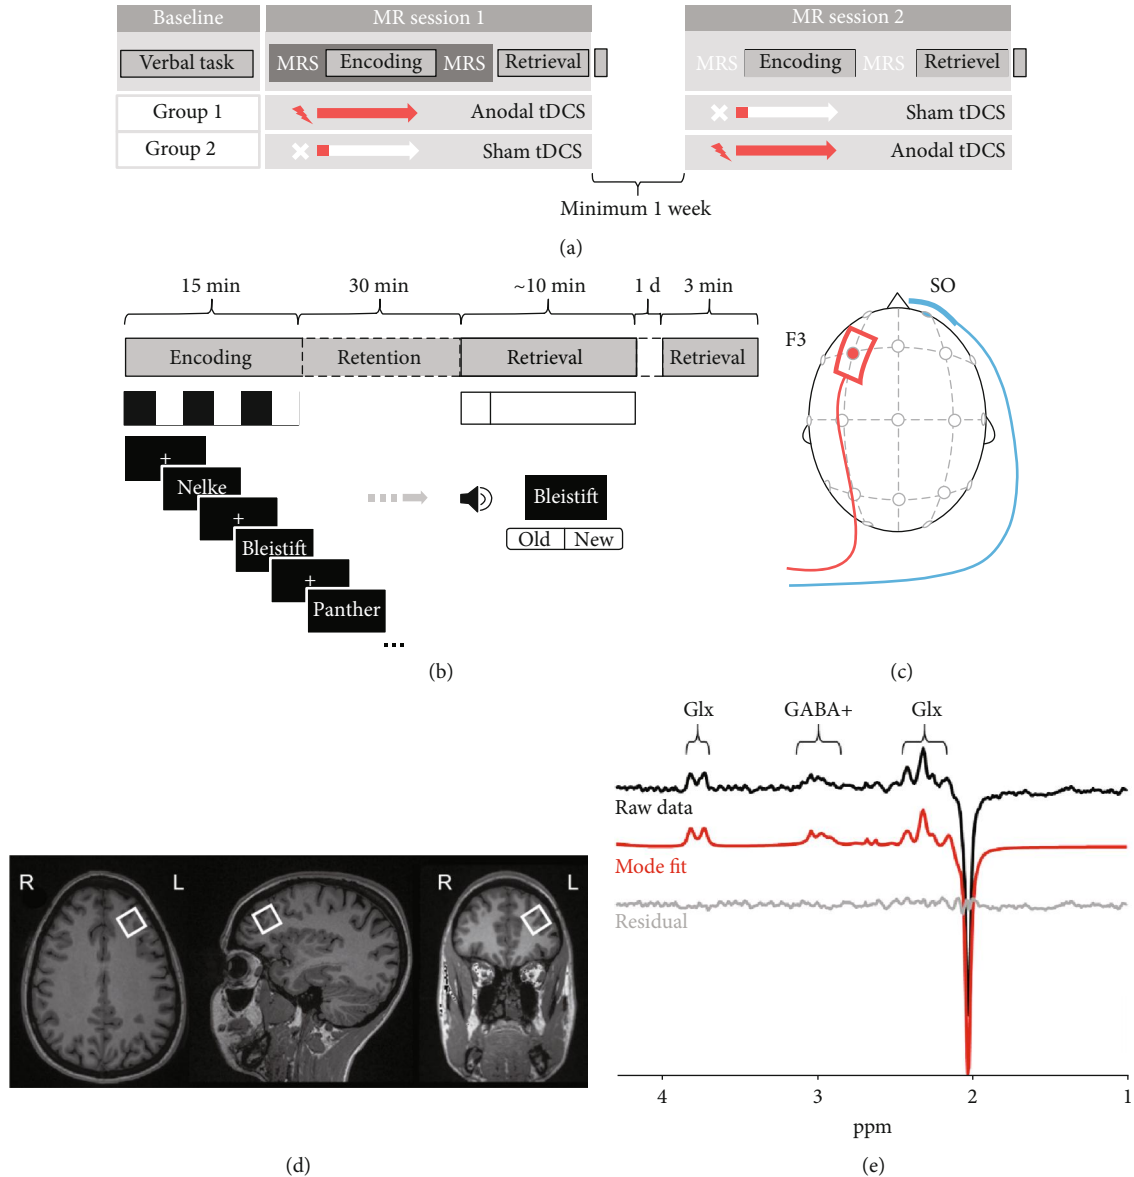 Baseline
MR session 1
MR session 2
Verbal task
MRS
Encoding
MRS
Retrieval
MRS
Encoding
MRS
Retrievel
Group 1
Anodal tDCS
Sham tDCS
Group 2
Sham tDCS
Anodal tDCS
Minimum 1 week
(a)
15 min
30 min
~10 min
1 d
3 min
Encoding
Retention
Retrieval
Retrieval
+
Nelke
+
Bleistift
+
Panther
...
Bleistift
Old
New
(b)
SO
F3
(c)
R
L
R
L
(d)
Glx
GABA+
Glx
Raw data
Mode fit
Residual
4
3
2
1
ppm
(e)